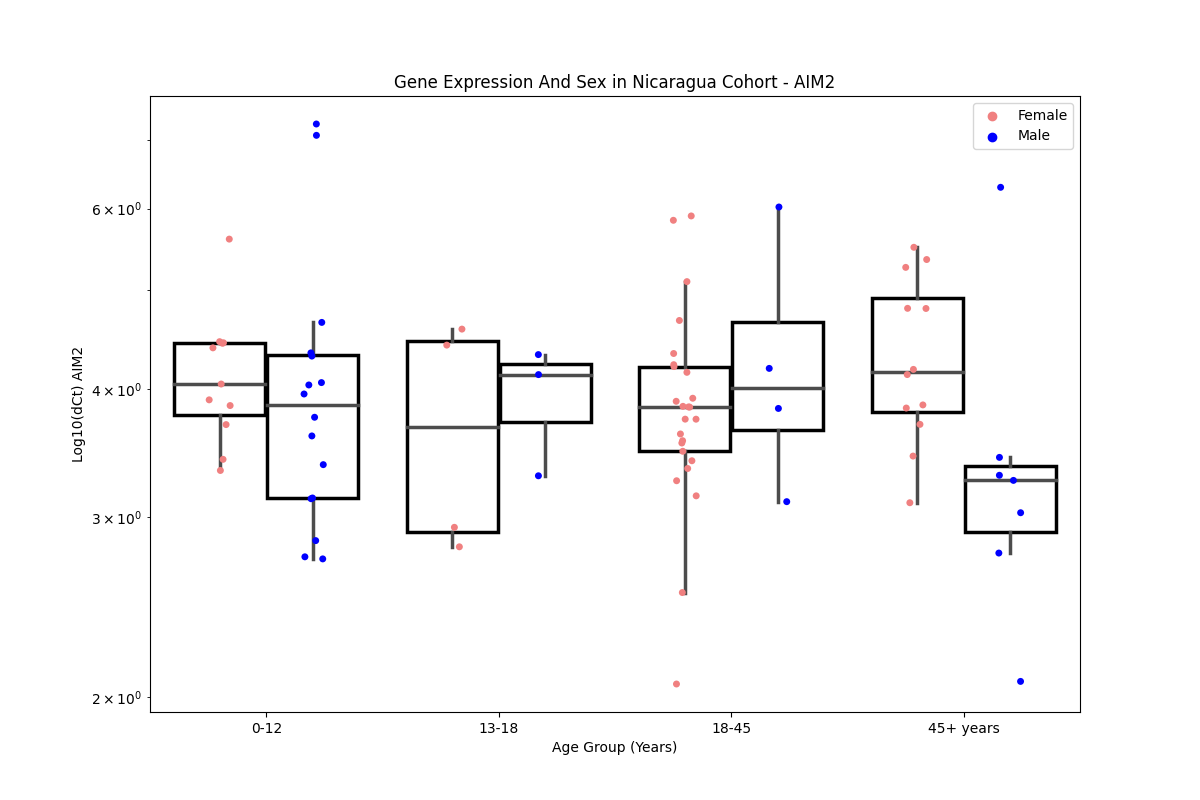 Gene Expression And Sex in Nicaragua Cohort - AIM2
Female
Male
Log10(dCt) AIM2
6 × 10⁰
4 × 10⁰
3 × 10⁰
2 × 10⁰
0-12
13-18
18-45
45+ years
Age Group (Years)